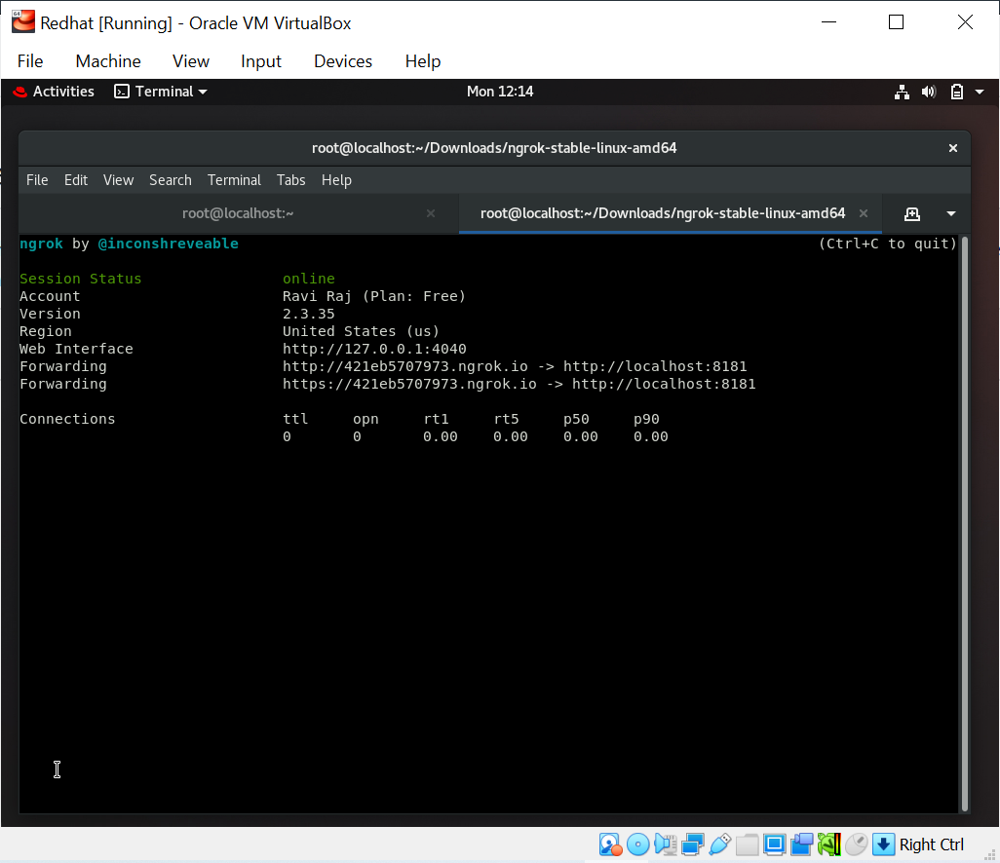 Redhat [Running] - Oracle VM VirtualBox
File Machine View Input Devices Help
Activities Terminal Mon 12:14
root@localhost:~/Downloads/ngrok-stable-linux-amd64
File Edit View Search Terminal Tabs Help
root@localhost:~ root@localhost:~/Downloads/ngrok-stable-linux-amd64
ngrok by @inconshreveable (Ctrl+C to quit)
Session Status online
Account Ravi Raj (Plan: Free)
Version 2.3.35
Region United States (us)
Web Interface http://127.0.0.1:4040
Forwarding http://421eb5707973.ngrok.io -> http://localhost:8181
Forwarding https://421eb5707973.ngrok.io -> http://localhost:8181
Connections ttl opn rt1 rt5 p50 p90
0 0 0.00 0.00 0.00 0.00
Right Ctrl